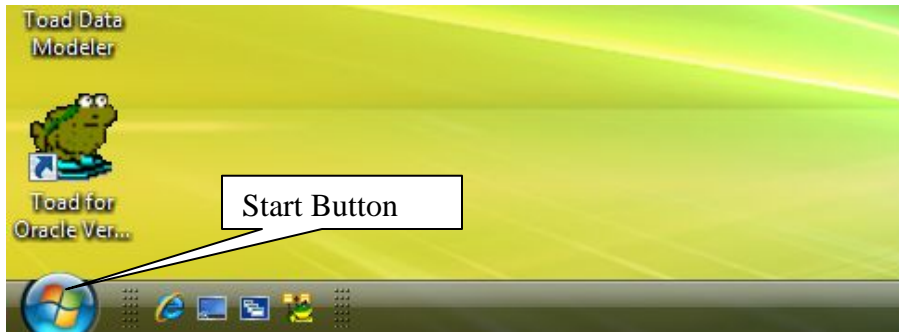 Toad Data
Modeler
Toad for
Oracle Ver...
Start Button